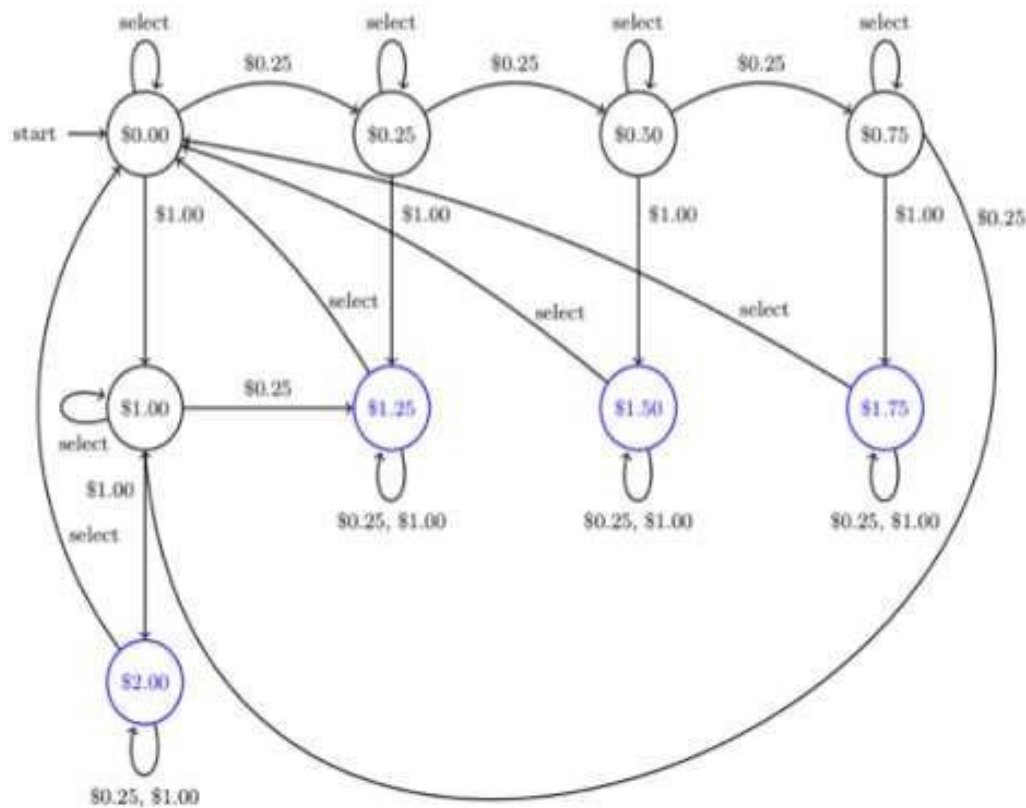 select select select select
$0.25 $0.25 $0.25
start $0.00 $0.25 $0.50 $0.75
$1.00 $1.00 $1.00 $1.00 $0.25
select select select
$0.25
$1.00 $1.25 $1.50 $1.75
select
$1.00
$0.25, $1.00 $0.25, $1.00 $0.25, $1.00
select
$2.00
$0.25, $1.00